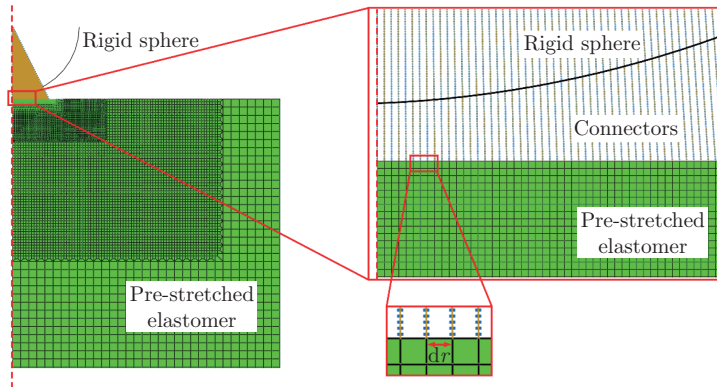 Rigid sphere
Pre-stretched
elastomer
Rigid sphere
Connectors
Pre-stretched
elastomer
dr